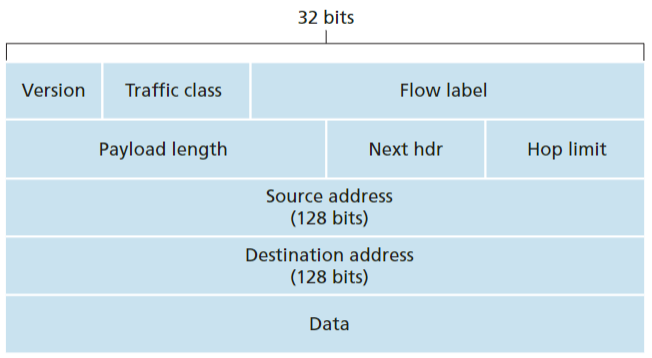 32 bits
Version Traffic class Flow label
Payload length Next hdr Hop limit
Source address
(128 bits)
Destination address
(128 bits)
Data